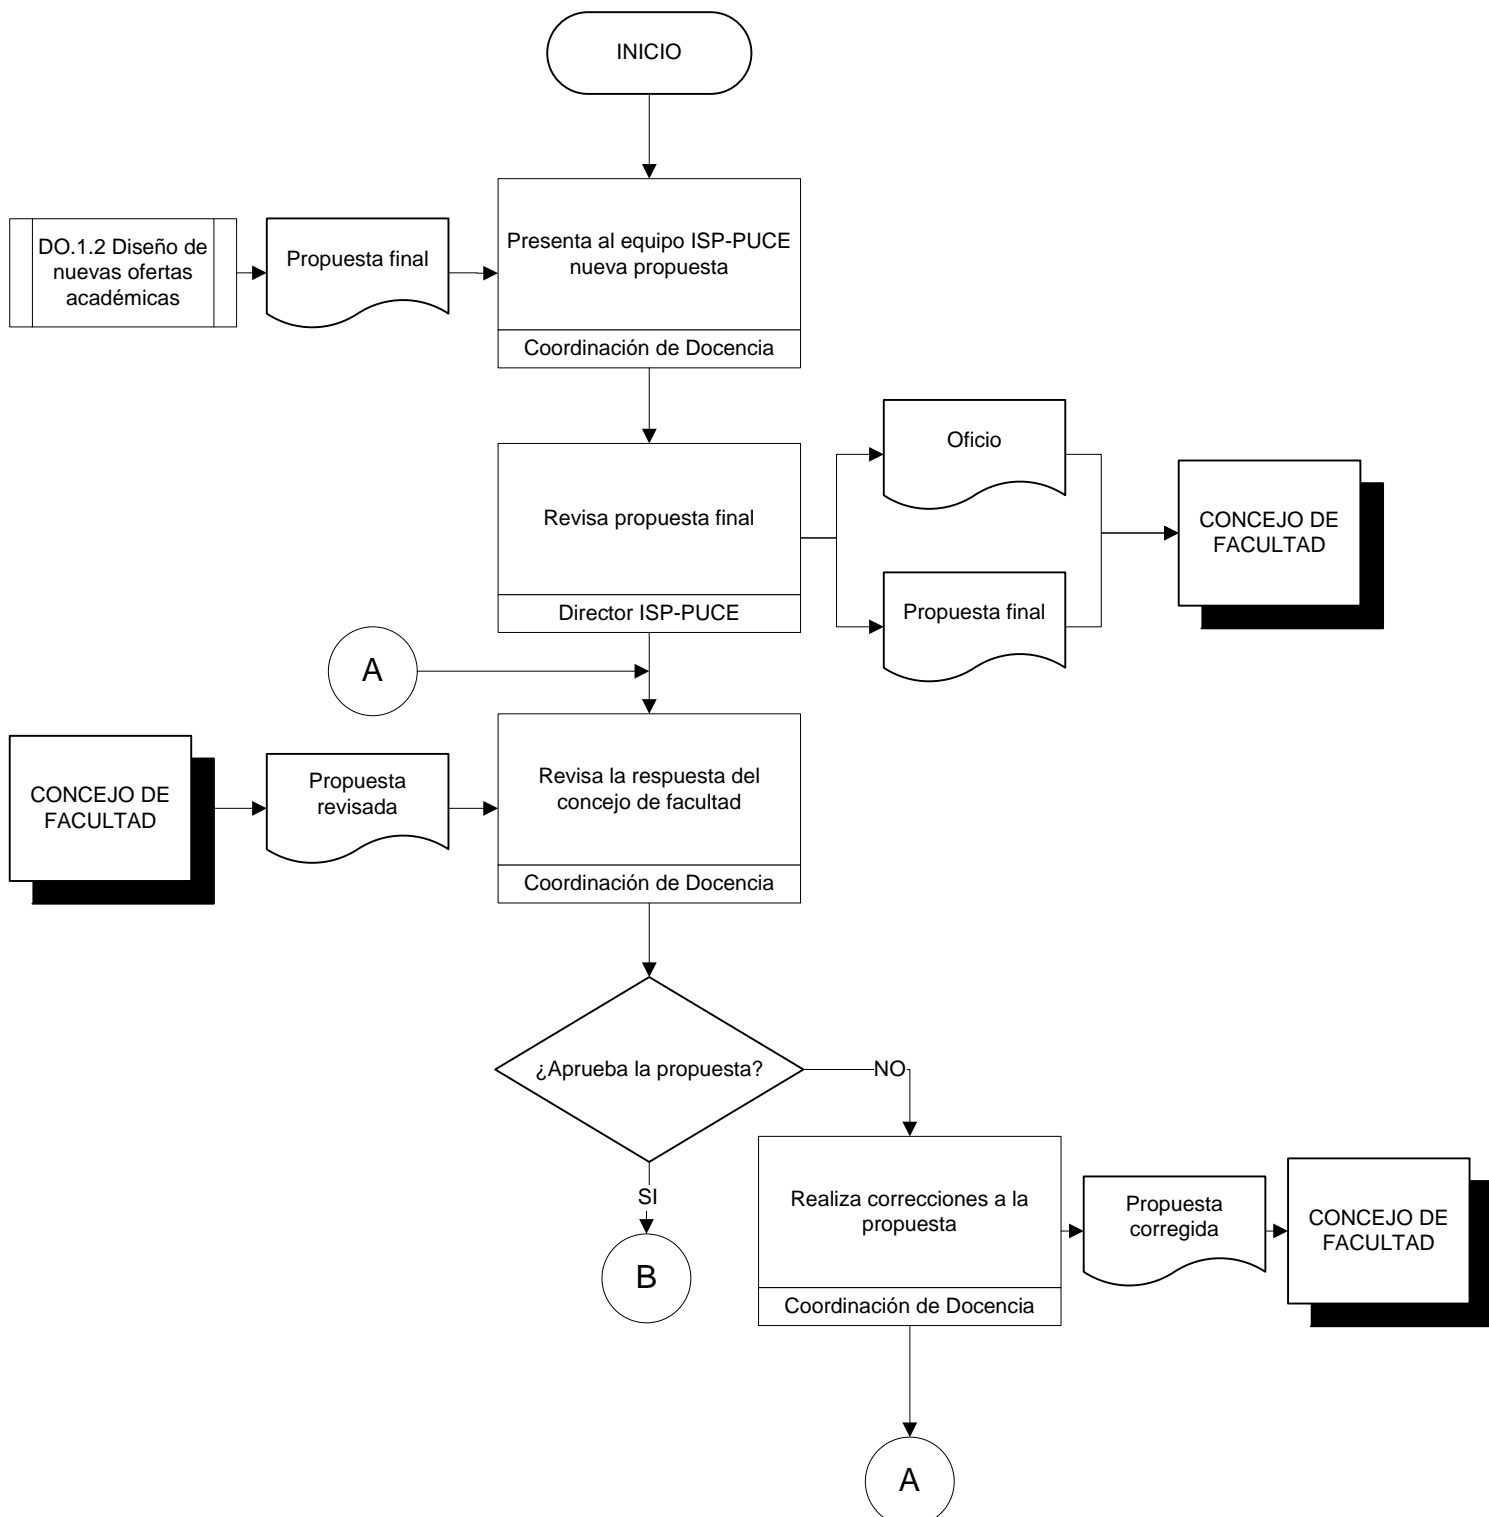 INICIO
DO.1.2 Diseño de
nuevas ofertas
académicas
Propuesta final
Presenta al equipo ISP-PUCE
nueva propuesta
Coordinación de Docencia
Revisa propuesta final
Director ISP-PUCE
Oficio
Propuesta final
CONCEJO DE
FACULTAD
A
CONCEJO DE
FACULTAD
Propuesta
revisada
Revisa la respuesta del
concejo de facultad
Coordinación de Docencia
¿Aprueba la propuesta?
NO
SI
B
Realiza correcciones a la
propuesta
Coordinación de Docencia
Propuesta
corregida
CONCEJO DE
FACULTAD
A